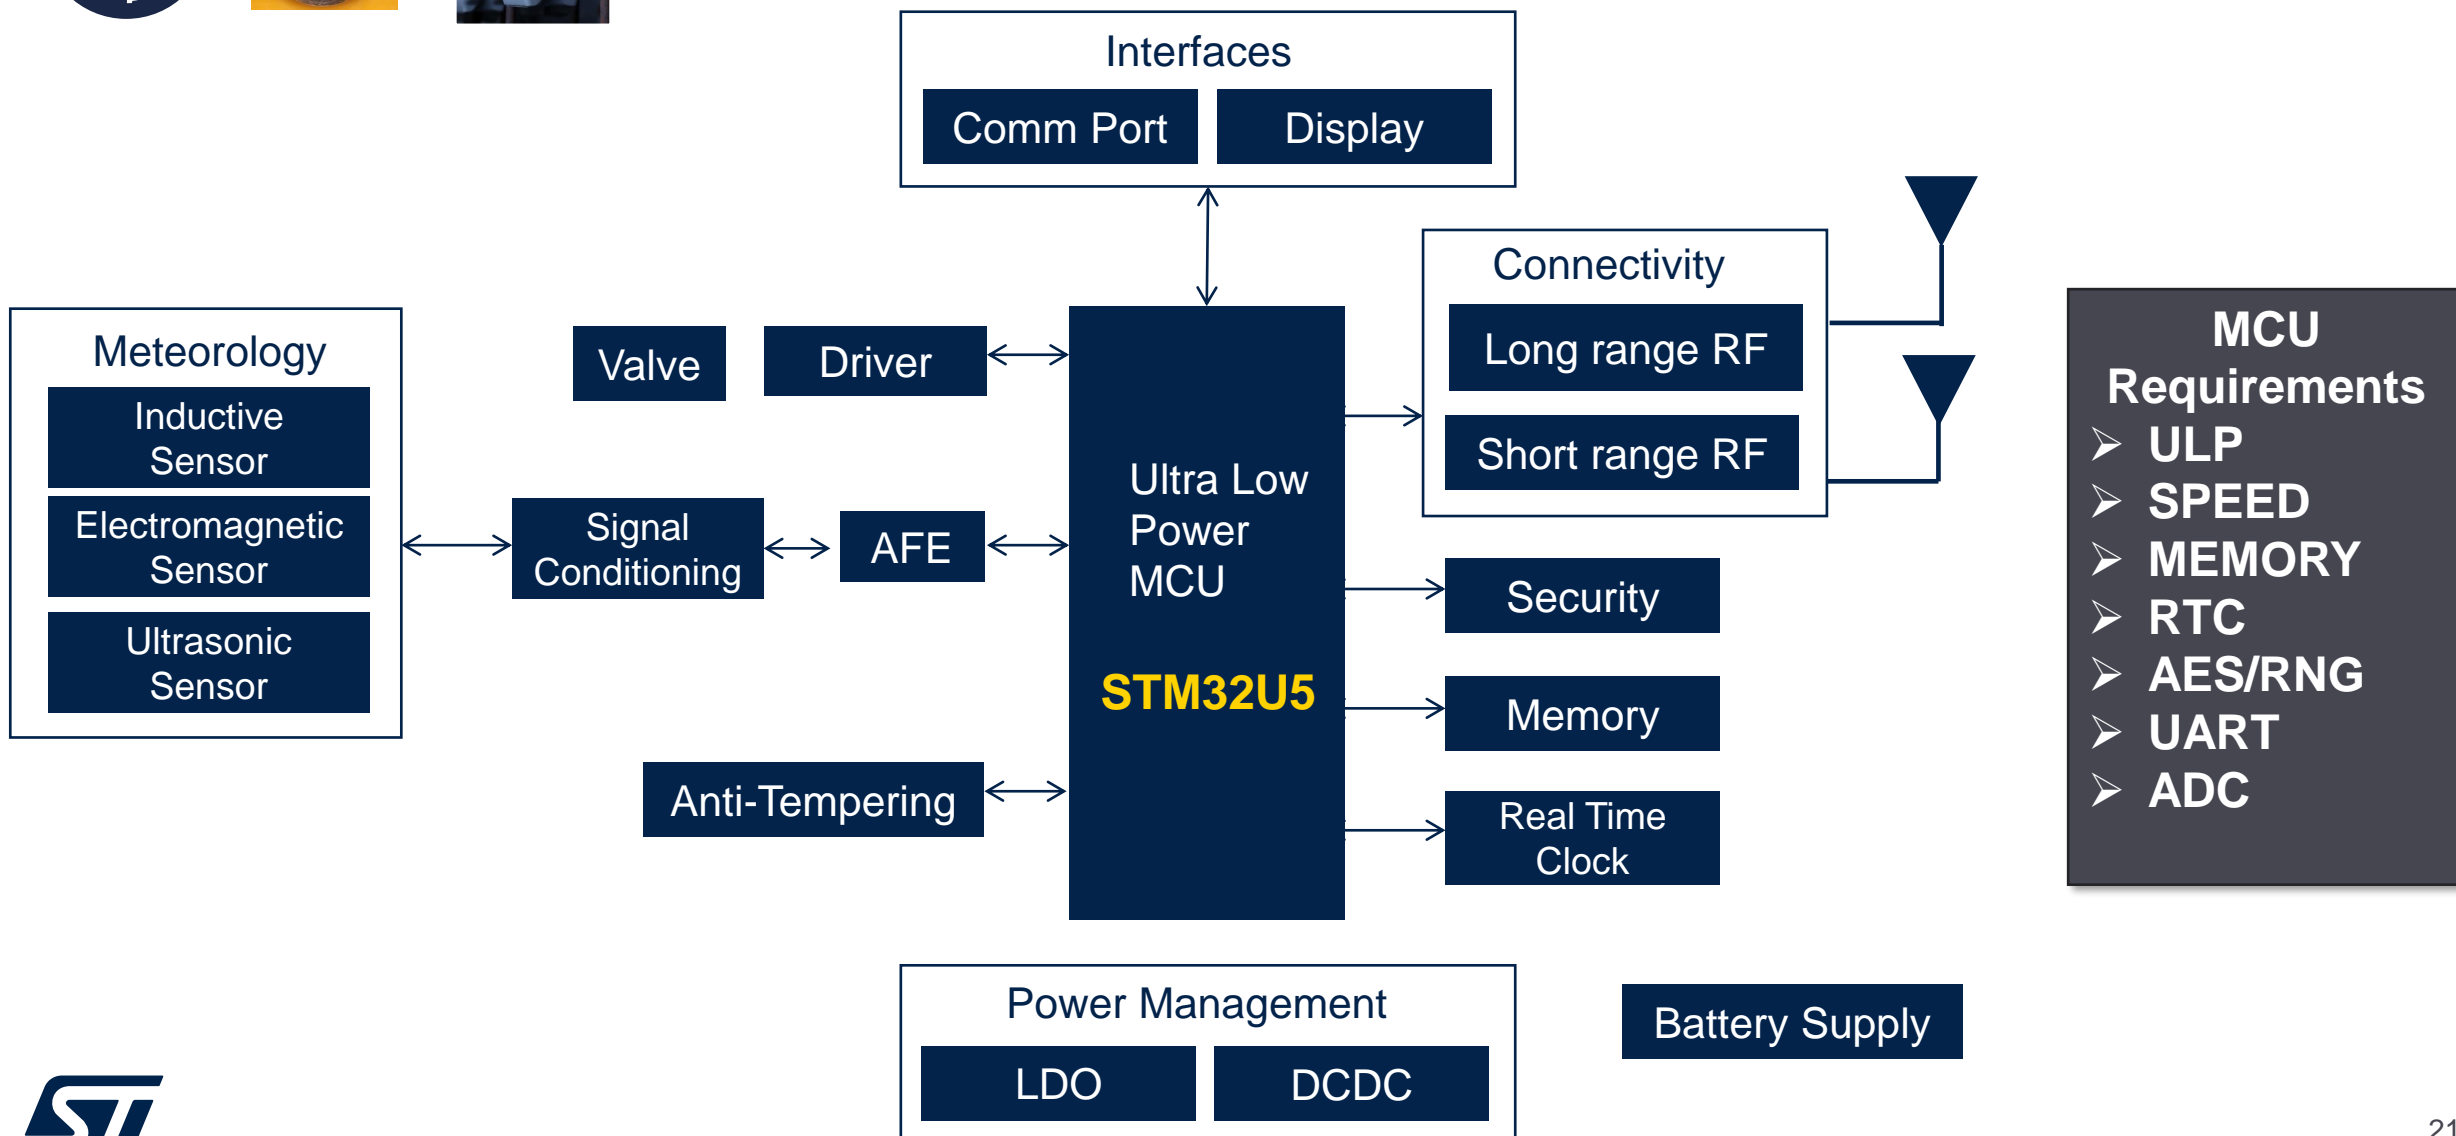 Interfaces
Comm Port
Display
Connectivity
Long range RF
Short range RF
Meteorology
Inductive
Sensor
Electromagnetic
Sensor
Ultrasonic
Sensor
Valve
Driver
Signal
Conditioning
AFE
Anti-Tempering
Ultra Low
Power
MCU
STM32U5
Security
Memory
Real Time
Clock
MCU
Requirements
➢ ULP
➢ SPEED
➢ MEMORY
➢ RTC
➢ AES/RNG
➢ UART
➢ ADC
Power Management
LDO
DCDC
Battery Supply
ST
21